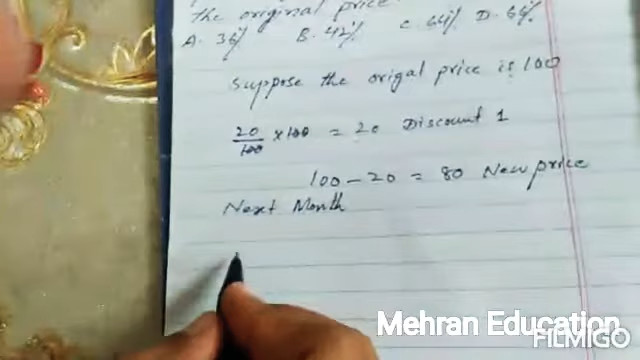 the original price
A. 36% B. 42% C. 64% D. 66%
Suppose the origal price is 100
20/100 × 100 = 20 Discount 1
100 - 20 = 80 New price
Next Month
Mehran Education
FILMIGO